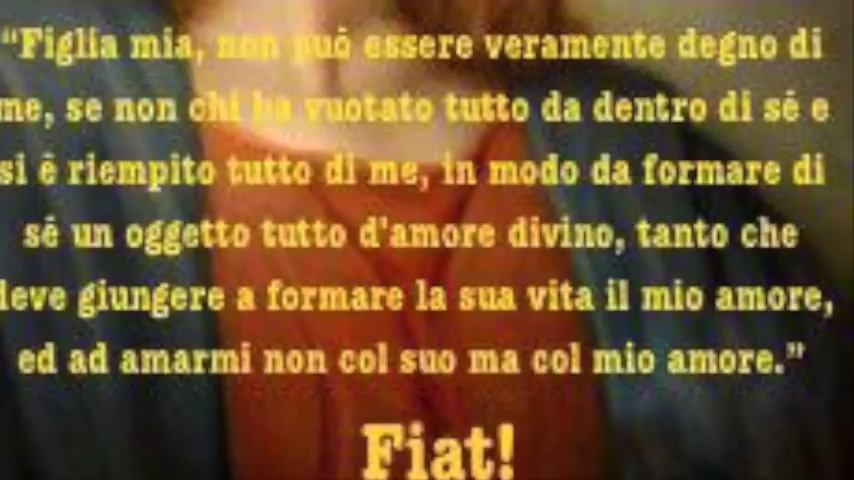 “Figlia mia, non può essere veramente degno di
me, se non chi ha vuotato tutto da dentro di sé e
si è riempito tutto di me, in modo da formare di
sé un oggetto tutto d'amore divino, tanto che
deve giungere a formare la sua vita il mio amore,
ed ad amarmi non col suo ma col mio amore.”
Fiat!